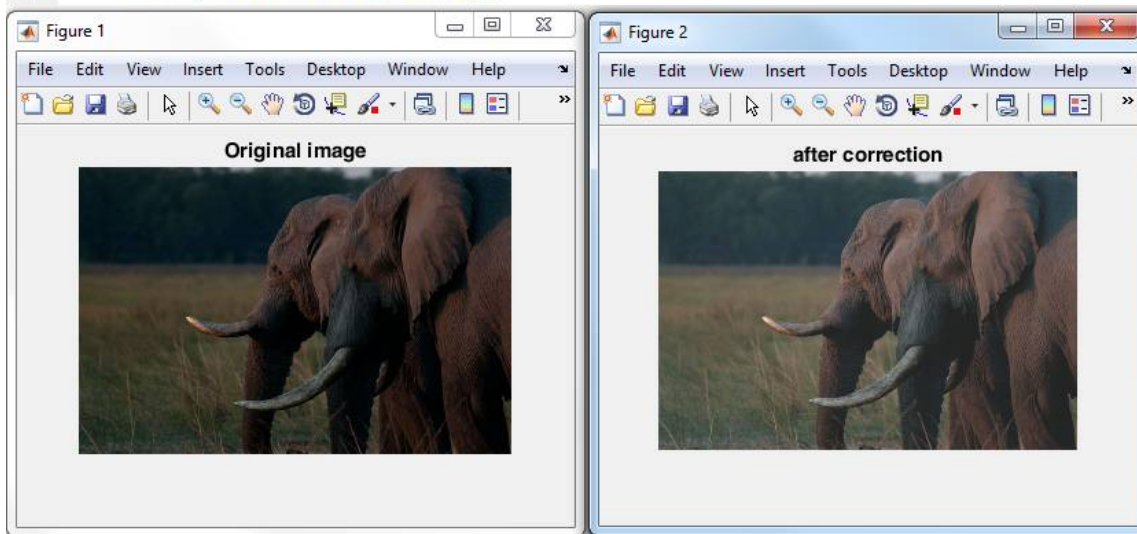 Figure 1
File Edit View Insert Tools Desktop Window Help
Original image
Figure 2
File Edit View Insert Tools Desktop Window Help
after correction